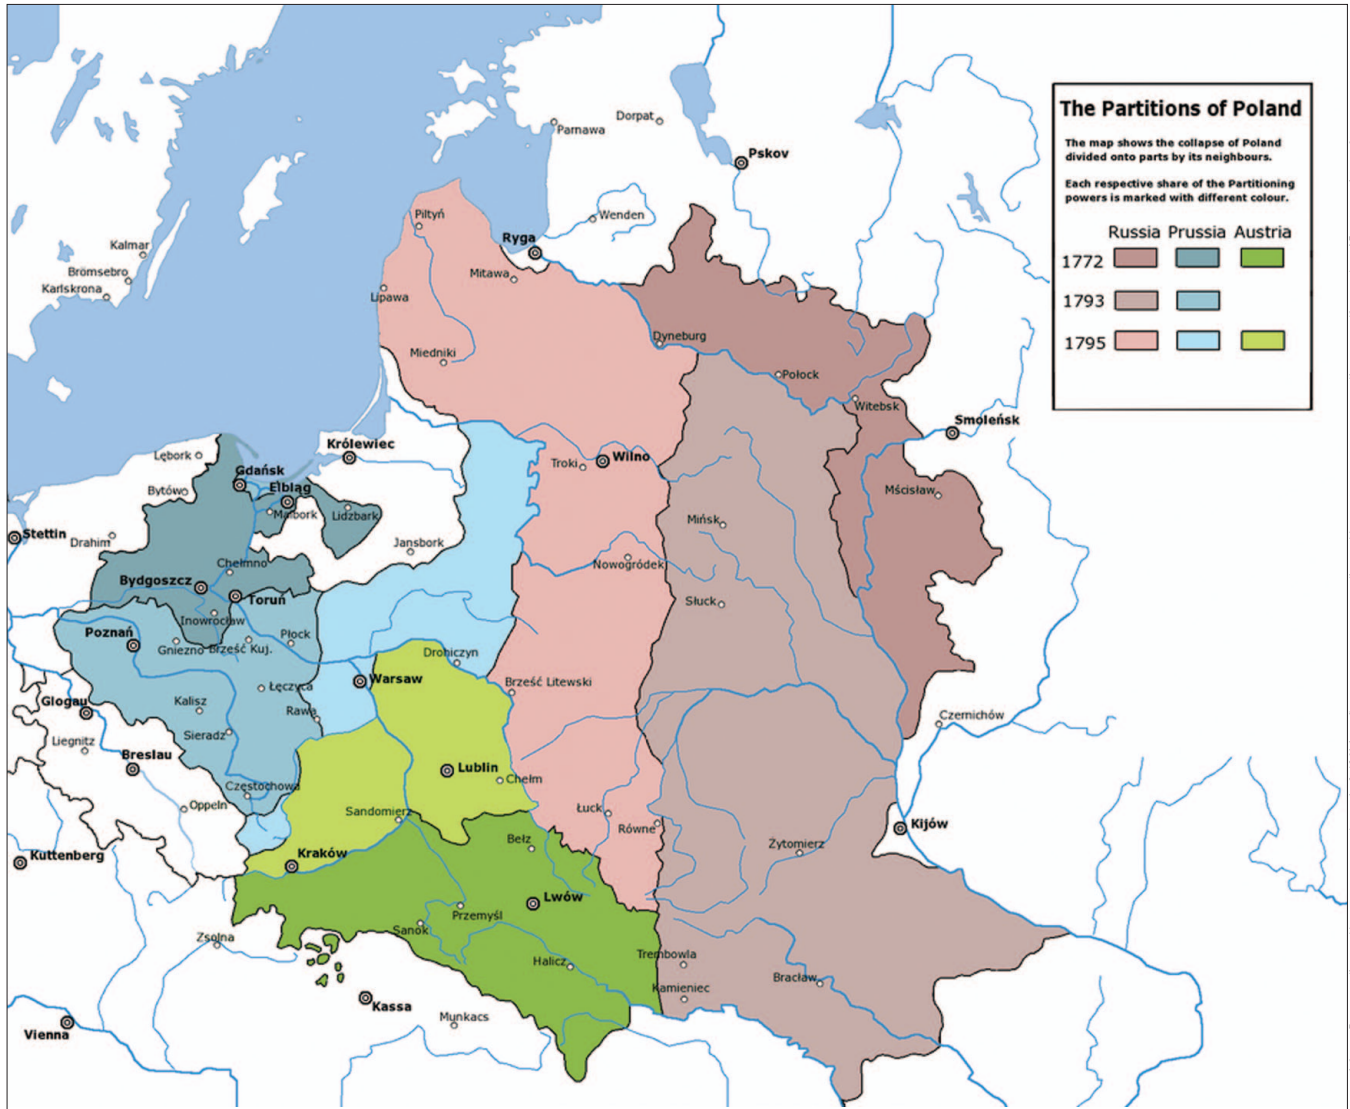 The Partitions of Poland
The map shows the collapse of Poland
divided onto parts by its neighbours.
Each respective share of the Partitioning
powers is marked with different colour.
Russia Prussia Austria
1772
1793
1795
Parnawa
Dorpat
Pskov
Piltyń
Wenden
Ryga
Kalmar
Brömsebro
Karlskrona
Mitawa
Lipawa
Dyneburg
Miedniki
Połock
Witebsk
Smoleńsk
Królewiec
Lębork
Gdańsk
Troki
Wilno
Bytów
Elbląg
Malbork
Lidzbark
Mścisław
Stettin
Drahim
Mińsk
Jansbork
Chełmno
Nowogródek
Bydgoszcz
Toruń
Słuck
Inowrocław
Poznań
Płock
Gniezno
Brześć Kuj.
Drohiczyn
Warsaw
Brześć Litewski
Łęczyca
Kalisz
Rawa
Glogau
Czernichów
Liegnitz
Sieradz
Breslau
Lublin
Chełm
Częstochowa
Oppeln
Sandomierz
Łuck
Równe
Kijów
Bełz
Żytomierz
Kuttenberg
Kraków
Lwów
Przemyśl
Sanok
Zsolna
Halicz
Trembowla
Bracław
Kamieniec
Kassa
Munkacs
Vienna